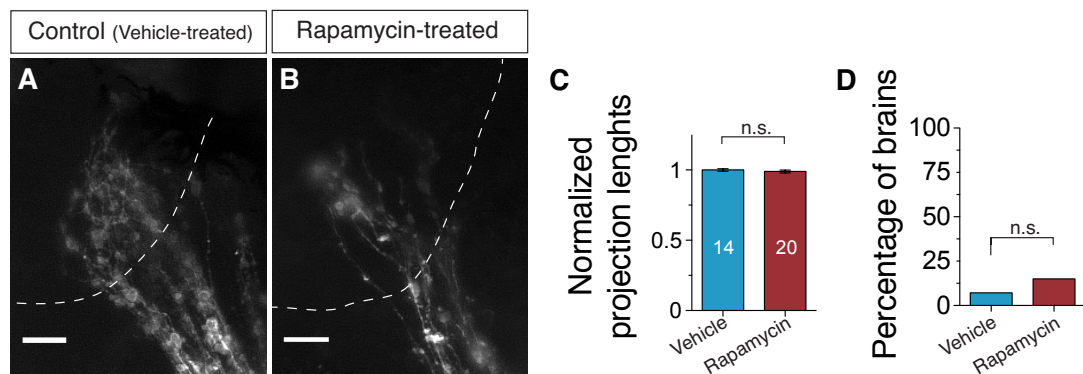 Control (Vehicle-treated)
Rapamycin-treated
A
B
C
Normalized
projection lenghts
n.s.
1
0.5
0
14
20
Vehicle
Rapamycin
D
Percentage of brains
100
75
50
25
0
n.s.
Vehicle
Rapamycin